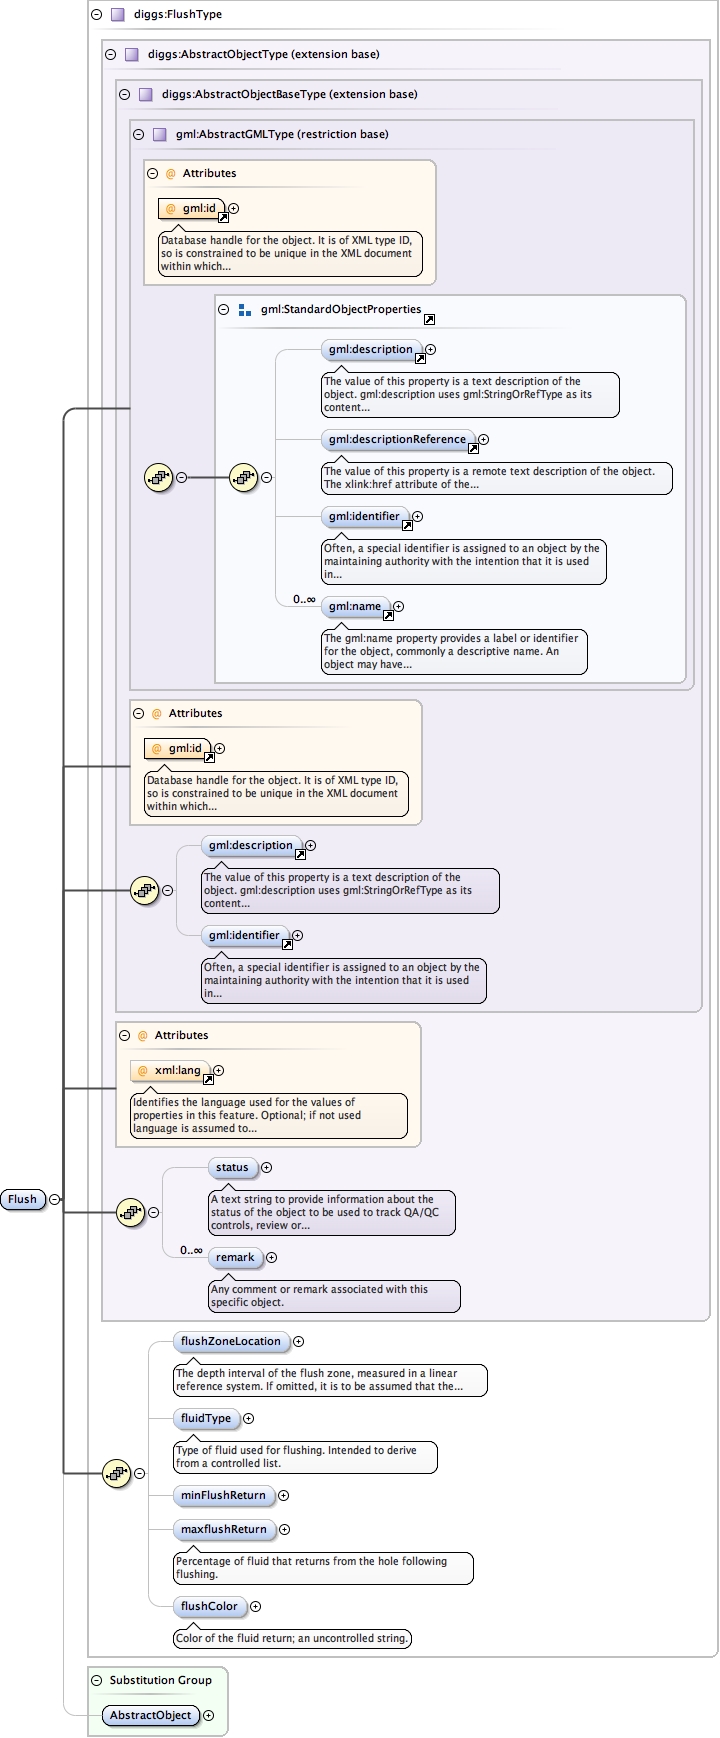 diggs:FlushType
diggs:AbstractObjectType (extension base)
diggs:AbstractObjectBaseType (extension base)
gml:AbstractGMLType (restriction base)
@ Attributes
@ gml:id
Database handle for the object. It is of XML type ID,
so is constrained to be unique in the XML document
within which...
gml:StandardObjectProperties
gml:description
The value of this property is a text description of the
object. gml:description uses gml:StringOrRefType as its
content...
gml:descriptionReference
The value of this property is a remote text description of the object.
The xlink:href attribute of the...
gml:identifier
Often, a special identifier is assigned to an object by the
maintaining authority with the intention that it is used
in...
0..∞
gml:name
The gml:name property provides a label or identifier
for the object, commonly a descriptive name. An
object may have...
@ Attributes
@ gml:id
Database handle for the object. It is of XML type ID,
so is constrained to be unique in the XML document
within which...
gml:description
The value of this property is a text description of the
object. gml:description uses gml:StringOrRefType as its
content...
gml:identifier
Often, a special identifier is assigned to an object by the
maintaining authority with the intention that it is used
in...
@ Attributes
@ xml:lang
Identifies the language used for the values of
properties in this feature. Optional; if not used
language is assumed to...
status
Flush
A text string to provide information about the
status of the object to be used to track QA/QC
controls, review or...
0..∞
remark
Any comment or remark associated with this
specific object.
flushZoneLocation
The depth interval of the flush zone, measured in a linear
reference system. If omitted, it is to be assumed that the...
fluidType
Type of fluid used for flushing. Intended to derive
from a controlled list.
minFlushReturn
maxflushReturn
Percentage of fluid that returns from the hole following
flushing.
flushColor
Color of the fluid return; an uncontrolled string.
Substitution Group
AbstractObject